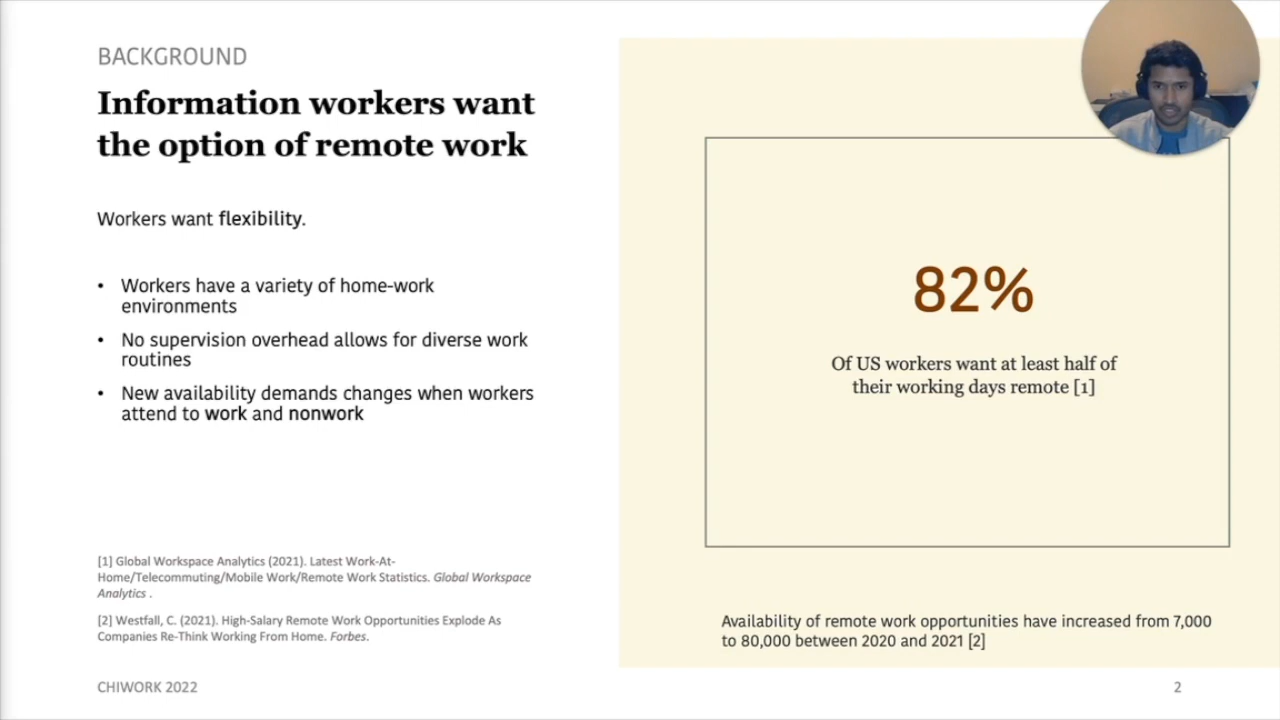 BACKGROUND
Information workers want
the option of remote work
Workers want flexibility.
• Workers have a variety of home-work
environments
• No supervision overhead allows for diverse work
routines
• New availability demands changes when workers
attend to work and nonwork
[1] Global Workspace Analytics (2021). Latest Work-At-
Home/Telecommuting/Mobile Work/Remote Work Statistics. Global Workspace
Analytics .
[2] Westfall, C. (2021). High-Salary Remote Work Opportunities Explode As
Companies Re-Think Working From Home. Forbes.
82%
Of US workers want at least half of
their working days remote [1]
Availability of remote work opportunities have increased from 7,000
to 80,000 between 2020 and 2021 [2]
CHIWORK 2022
2